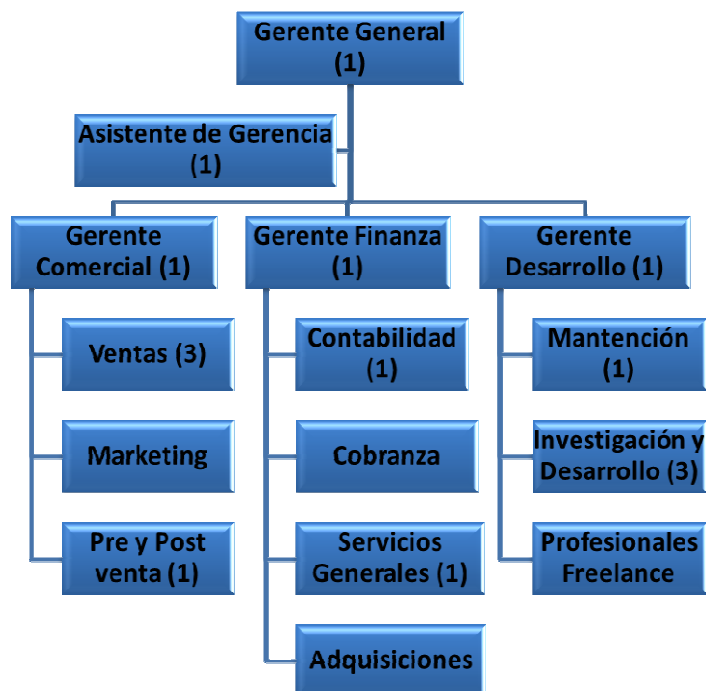 Gerente General
(1)
Asistente de Gerencia
(1)
Gerente
Comercial (1)
Ventas (3)
Marketing
Pre y Post
venta (1)
Gerente Finanza
(1)
Contabilidad
(1)
Cobranza
Servicios
Generales (1)
Adquisiciones
Gerente
Desarrollo (1)
Mantención
(1)
Investigación y
Desarrollo (3)
Profesionales
Freelance